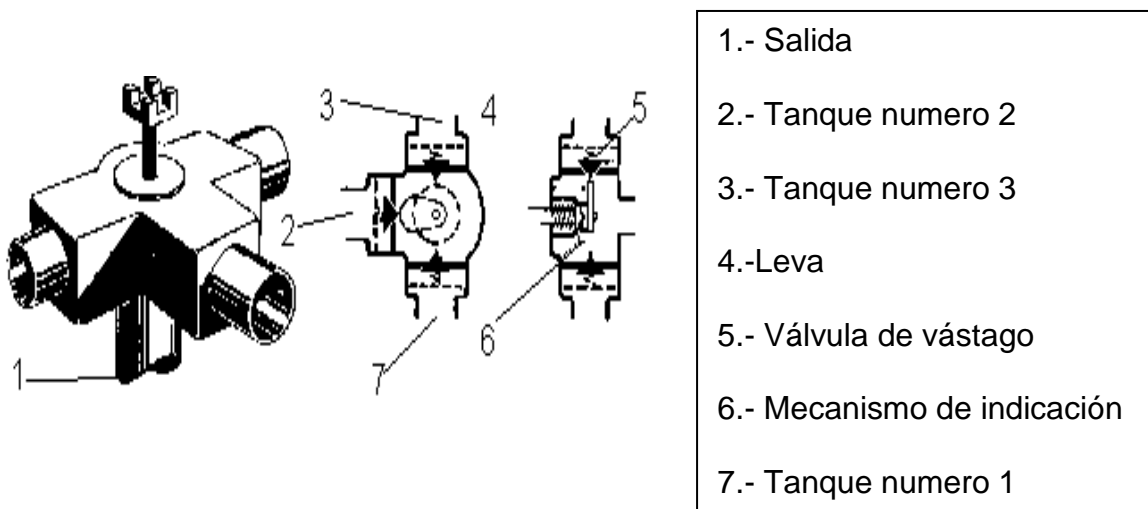 3
4
5
2
6
7
1
1.- Salida
2.- Tanque numero 2
3.- Tanque numero 3
4.-Leva
5.- Válvula de vástago
6.- Mecanismo de indicación
7.- Tanque numero 1